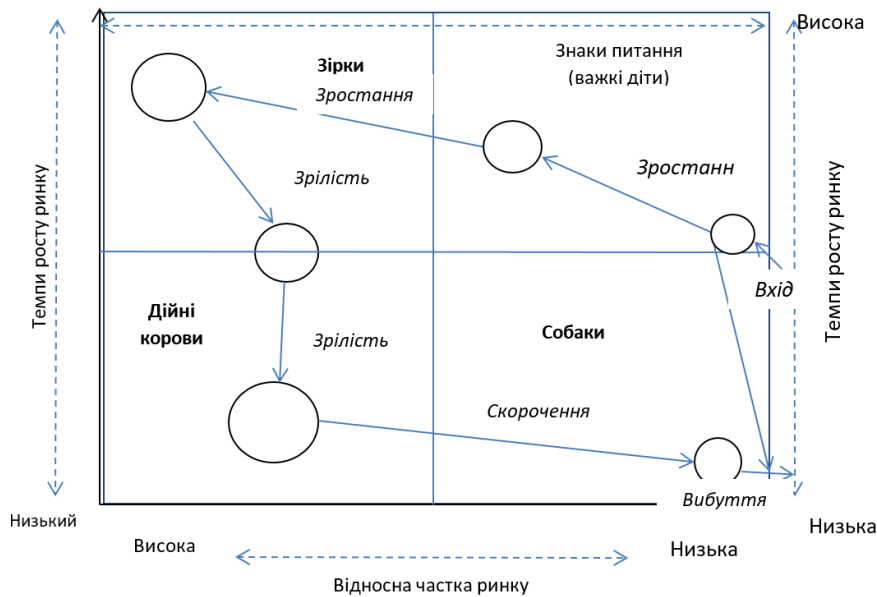 Висока
Знаки питання
(важкі діти)
Зірки
Зростання
Зростанн
Зрілість
Темпи росту ринку
Темпи росту ринку
Вхід
Дійні
корови
Зрілість
Собаки
Скорочення
Вибуття
Низький
Низька
Висока
Низька
Відносна частка ринку